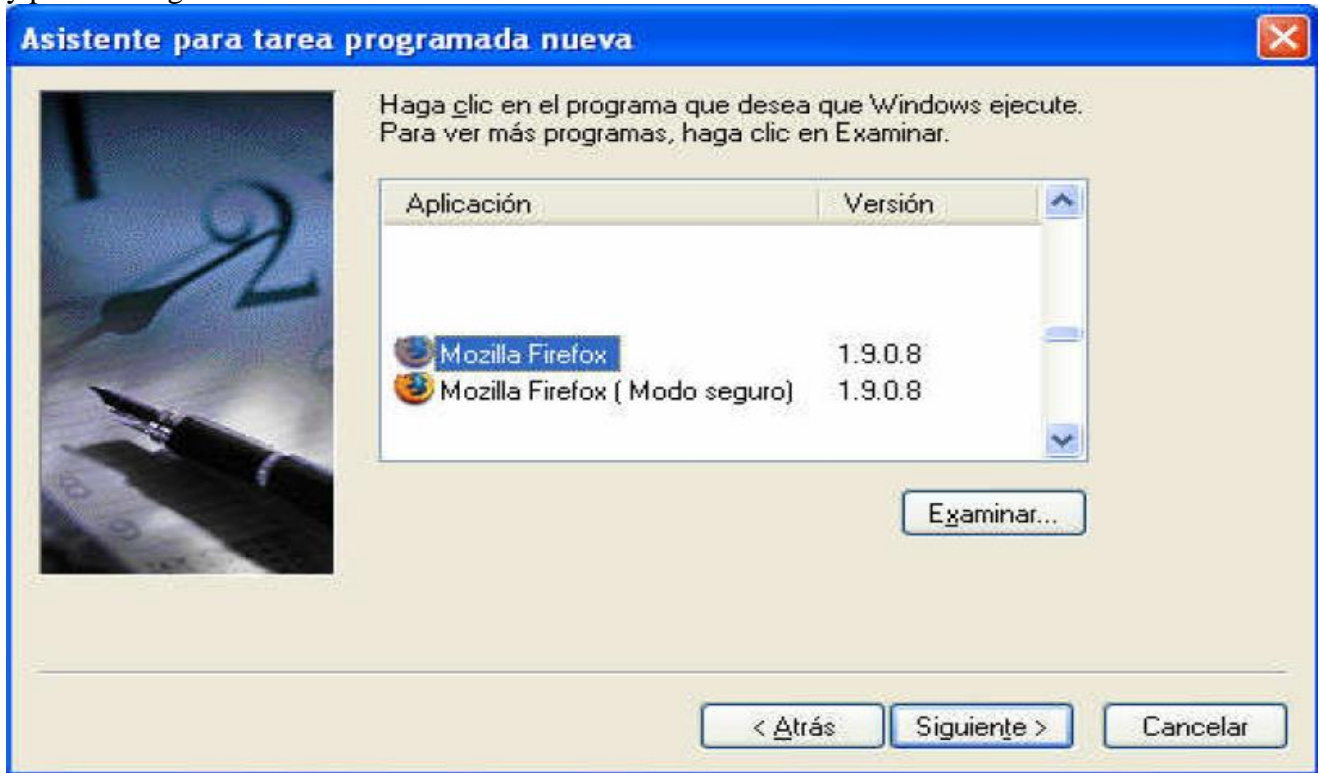 Asistente para tarea programada nueva
Haga clic en el programa que desea que Windows ejecute.
Para ver más programas, haga clic en Examinar.
Aplicación Versión
Mozilla Firefox 1.9.0.8
Mozilla Firefox ( Modo seguro) 1.9.0.8
Examinar...
< Atrás Siguiente > Cancelar